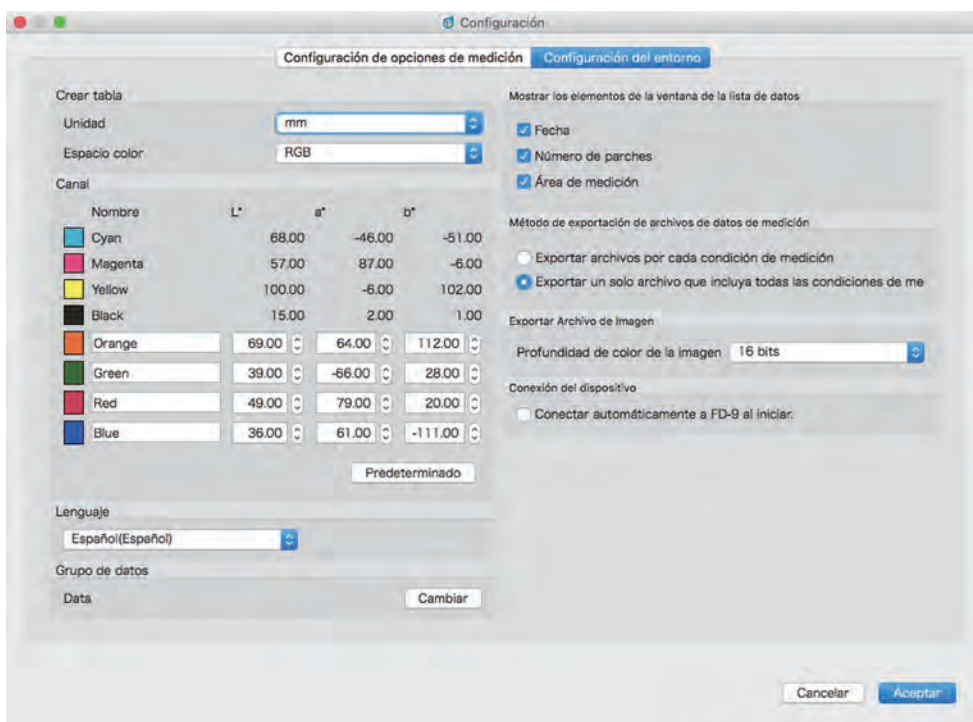 Configuración
Configuración de opciones de medición Configuración del entorno
Crear tabla
Unidad mm
Espacio color RGB
Canal
Nombre L* a* b*
Cyan 68.00 -46.00 -51.00
Magenta 57.00 87.00 -6.00
Yellow 100.00 -6.00 102.00
Black 15.00 2.00 1.00
Orange 69.00 64.00 112.00
Green 39.00 -66.00 28.00
Red 49.00 79.00 20.00
Blue 36.00 61.00 -111.00
Predeterminado
Lenguaje
Español(Español)
Grupo de datos
Data Cambiar
Mostrar los elementos de la ventana de la lista de datos
Fecha
Número de parches
Área de medición
Método de exportación de archivos de datos de medición
Exportar archivos por cada condición de medición
Exportar un solo archivo que incluya todas las condiciones de me
Exportar Archivo de Imagen
Profundidad de color de la imagen 16 bits
Conexión del dispositivo
Conectar automáticamente a FD-9 al iniciar.
Cancelar Aceptar